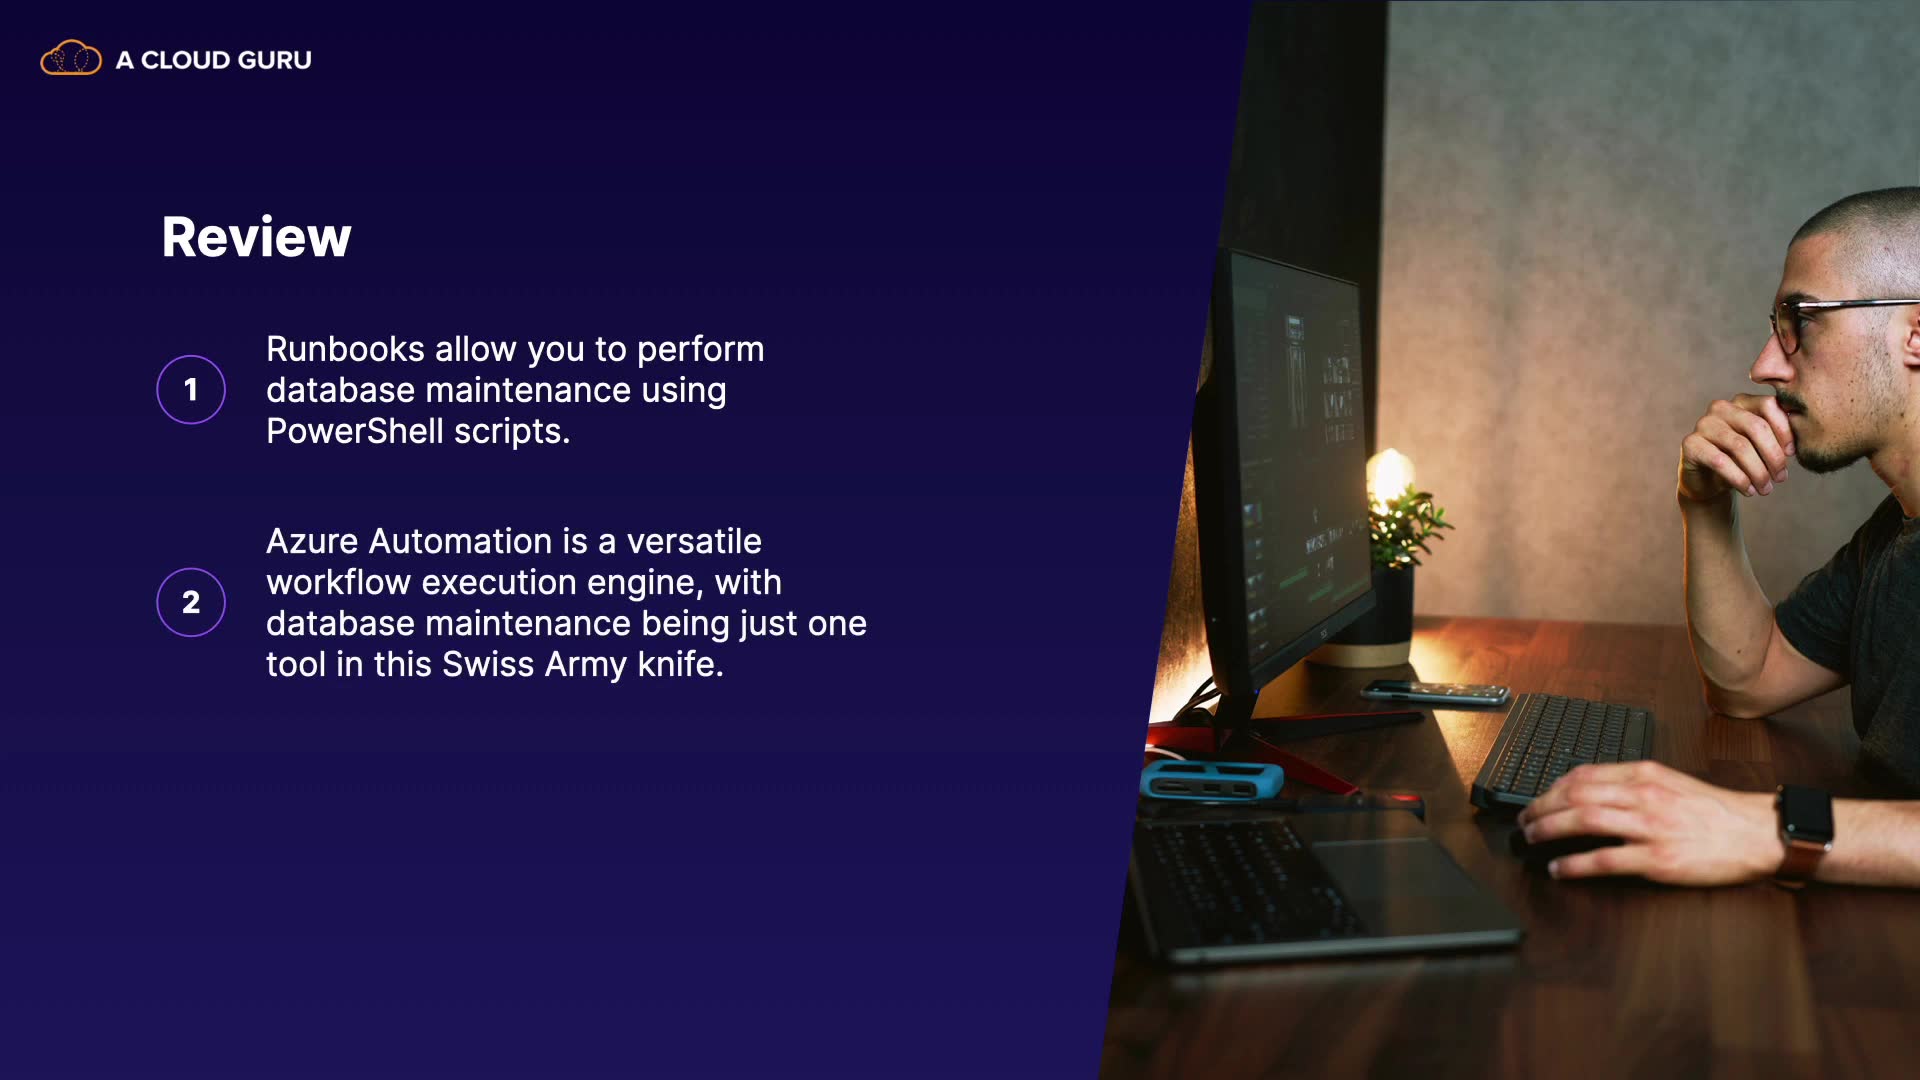 A CLOUD GURU
Review
1
Runbooks allow you to perform
database maintenance using
PowerShell scripts.
2
Azure Automation is a versatile
workflow execution engine, with
database maintenance being just one
tool in this Swiss Army knife.